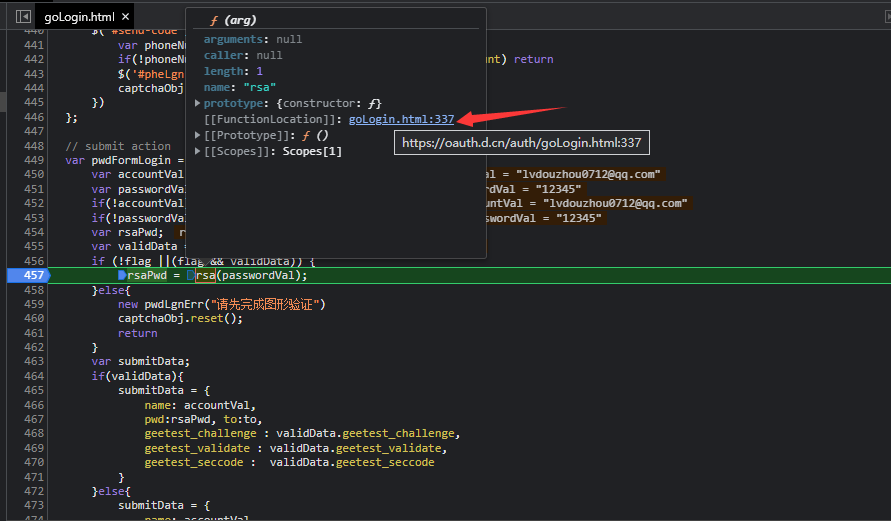 goLogin.html ×
ƒ (arg)
arguments: null
caller: null
length: 1
name: "rsa"
prototype: {constructor: ƒ}
[[FunctionLocation]]: goLogin.html:337
[[Prototype]]: ƒ ()
[[Scopes]]: Scopes[1]
https://oauth.d.cn/auth/goLogin.html:337
440 $('#send-code
441 var phoneN
442 if(!phoneN nt) return
443 $('#pheLgn
444 captchaObj
445 })
446 };
447
448 // submit action
449 var pwdFormLogin =
450 var accountVal al = "lvdouzhou0712@qq.com"
451 var passwordVal rdVal = "12345"
452 if(!accountVal untVal = "lvdouzhou0712@qq.com"
453 if(!passwordVal sswordVal = "12345"
454 var rsaPwd; r
455 var validData =
456 if (!flag ||(flag && validData)) {
457 rsaPwd = rsa(passwordVal);
458 }else{
459 new pwdLgnErr("请先完成图形验证")
460 captchaObj.reset();
461 return
462 }
463 var submitData;
464 if(validData){
465 submitData = {
466 name: accountVal,
467 pwd:rsaPwd, to:to,
468 geetest_challenge : validData.geetest_challenge,
469 geetest_validate : validData.geetest_validate,
470 geetest_seccode : validData.geetest_seccode
471 }
472 }else{
473 submitData = {
474 name: accountVal